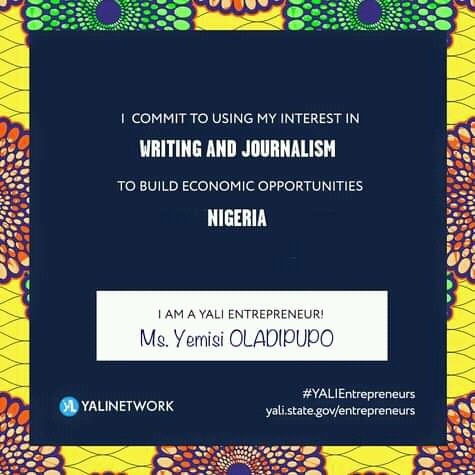 I COMMIT TO USING MY INTEREST IN
WRITING AND JOURNALISM
TO BUILD ECONOMIC OPPORTUNITIES
NIGERIA
I AM A YALI ENTREPRENEUR!
Ms. Yemisi OLADIPUPO
YALINETWORK
#YALIEntrepreneurs
yali.state.gov/entrepreneurs